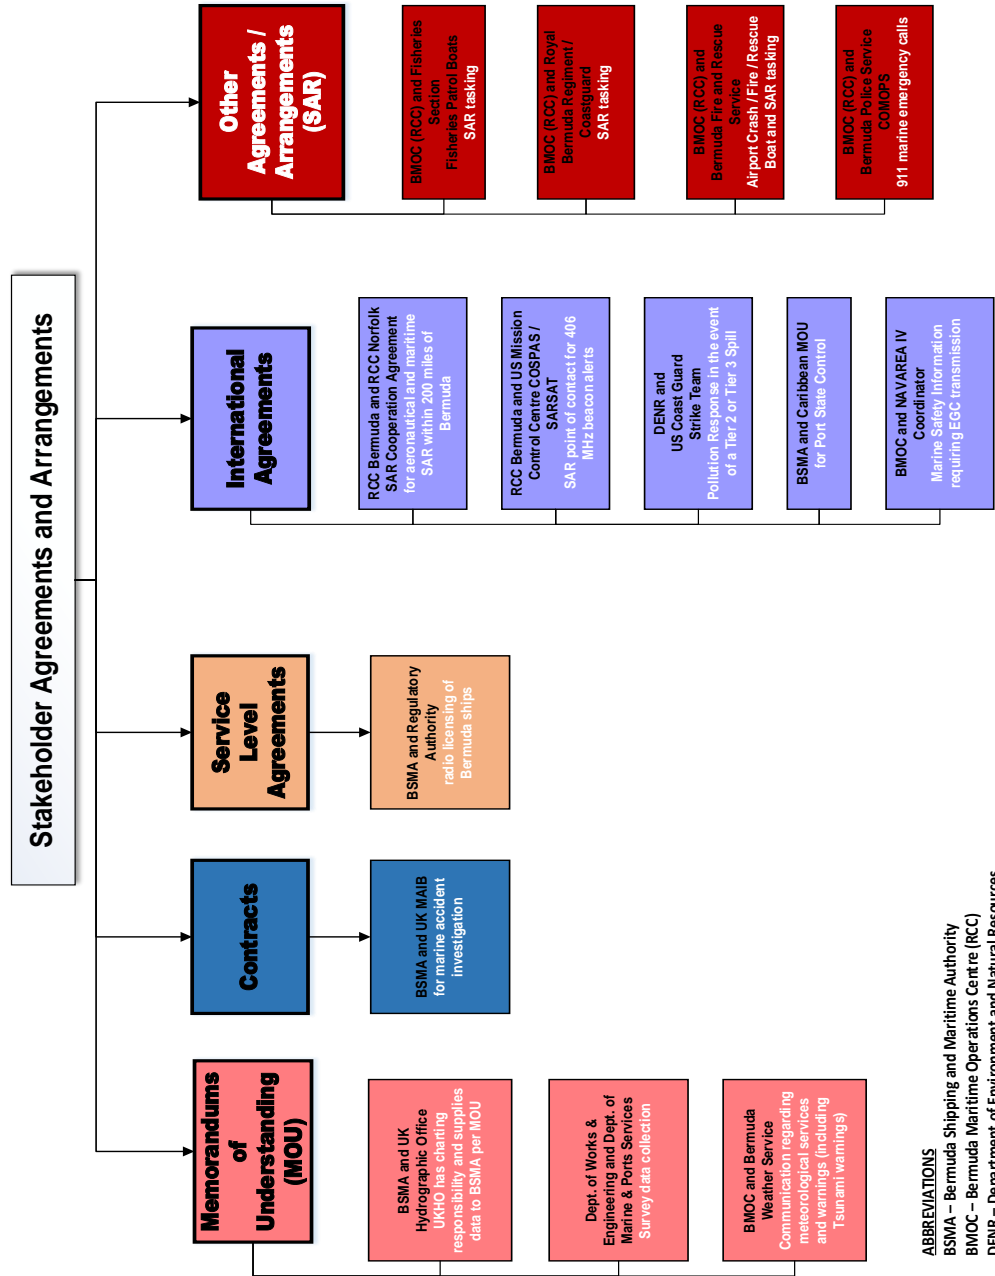 Stakeholder Agreements and Arrangements
Memorandums
of
Understanding
(MOU)
BSMA and UK
Hydrographic Office
UKHO has charting
responsibility and supplies
data to BSMA per MOU
Dept. of Works &
Engineering and Dept. of
Marine & Ports Services
Survey data collection
BMOC and Bermuda
Weather Service
Communication regarding
meteorological services
and warnings (including
Tsunami warnings)
Contracts
BSMA and UK MAIB
for marine accident
investigation
Service
Level
Agreements
BSMA and Regulatory
Authority
radio licensing of
Bermuda ships
International
Agreements
RCC Bermuda and RCC Norfolk
SAR Cooperation Agreement
for aeronautical and maritime
SAR within 200 miles of
Bermuda
RCC Bermuda and US Mission
Control Centre COSPAS /
SARSAT
SAR point of contact for 406
MHz beacon alerts
DENR and
US Coast Guard
Strike Team
Pollution Response in the event
of a Tier 2 or Tier 3 Spill
BSMA and Caribbean MOU
for Port State Control
BMOC and NAVAREA IV
Coordinator
Marine Safety Information
requiring EGC transmission
Other
Agreements /
Arrangements
(SAR)
BMOC (RCC) and Fisheries
Section
Fisheries Patrol Boats
SAR tasking
BMOC (RCC) and Royal
Bermuda Regiment /
Coastguard
SAR tasking
BMOC (RCC) and
Bermuda Fire and Rescue
Service
Airport Crash / Fire / Rescue
Boat and SAR tasking
BMOC (RCC) and
Bermuda Police Service
COMOPS
911 marine emergency calls
ABBREVIATIONS
BSMA – Bermuda Shipping and Maritime Authority
BMOC – Bermuda Maritime Operations Centre (RCC)
DENR – Department of Environment and Natural Resources